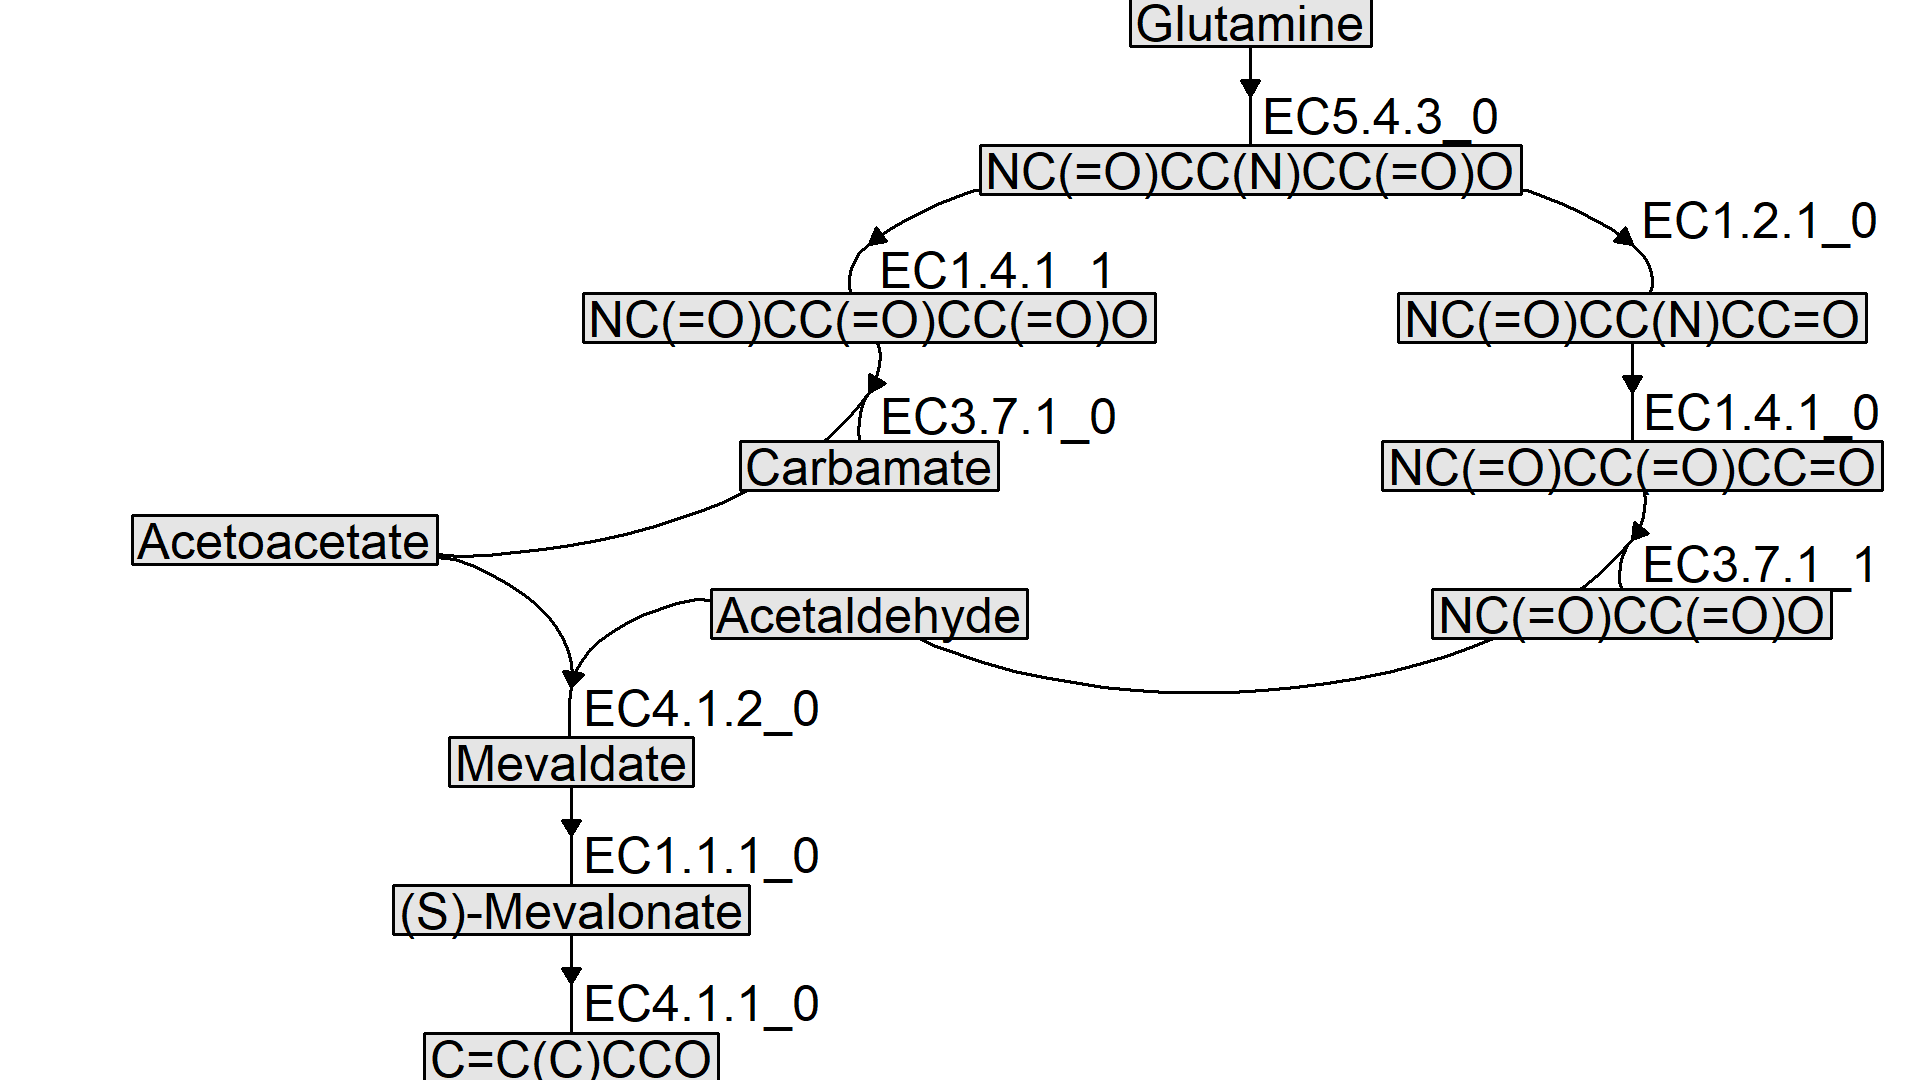 Glutamine
EC5.4.3_0
NC(=O)CC(N)CC(=O)O
EC1.2.1_0
EC1.4.1_1
NC(=O)CC(=O)CC(=O)O
NC(=O)CC(N)CC=O
EC3.7.1_0
EC1.4.1_0
Carbamate
NC(=O)CC(=O)CC=O
Acetoacetate
EC3.7.1_1
Acetaldehyde
NC(=O)CC(=O)O
EC4.1.2_0
Mevaldate
EC1.1.1_0
(S)-Mevalonate
EC4.1.1_0
C=C(C)CCO